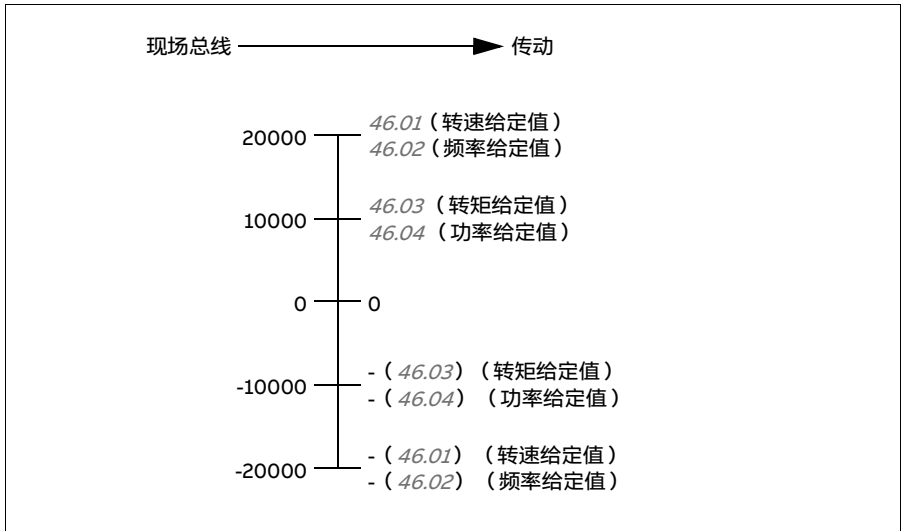 现场总线 传动
46.01（转速给定值）
20000
46.02（频率给定值）
46.03 （转矩给定值）
10000
46.04 （功率给定值）
0 0
-（46.03）（转矩给定值）
-10000
-（46.04） （功率给定值）
-（46.01） （转速给定值）
-20000
-（46.02） （频率给定值）